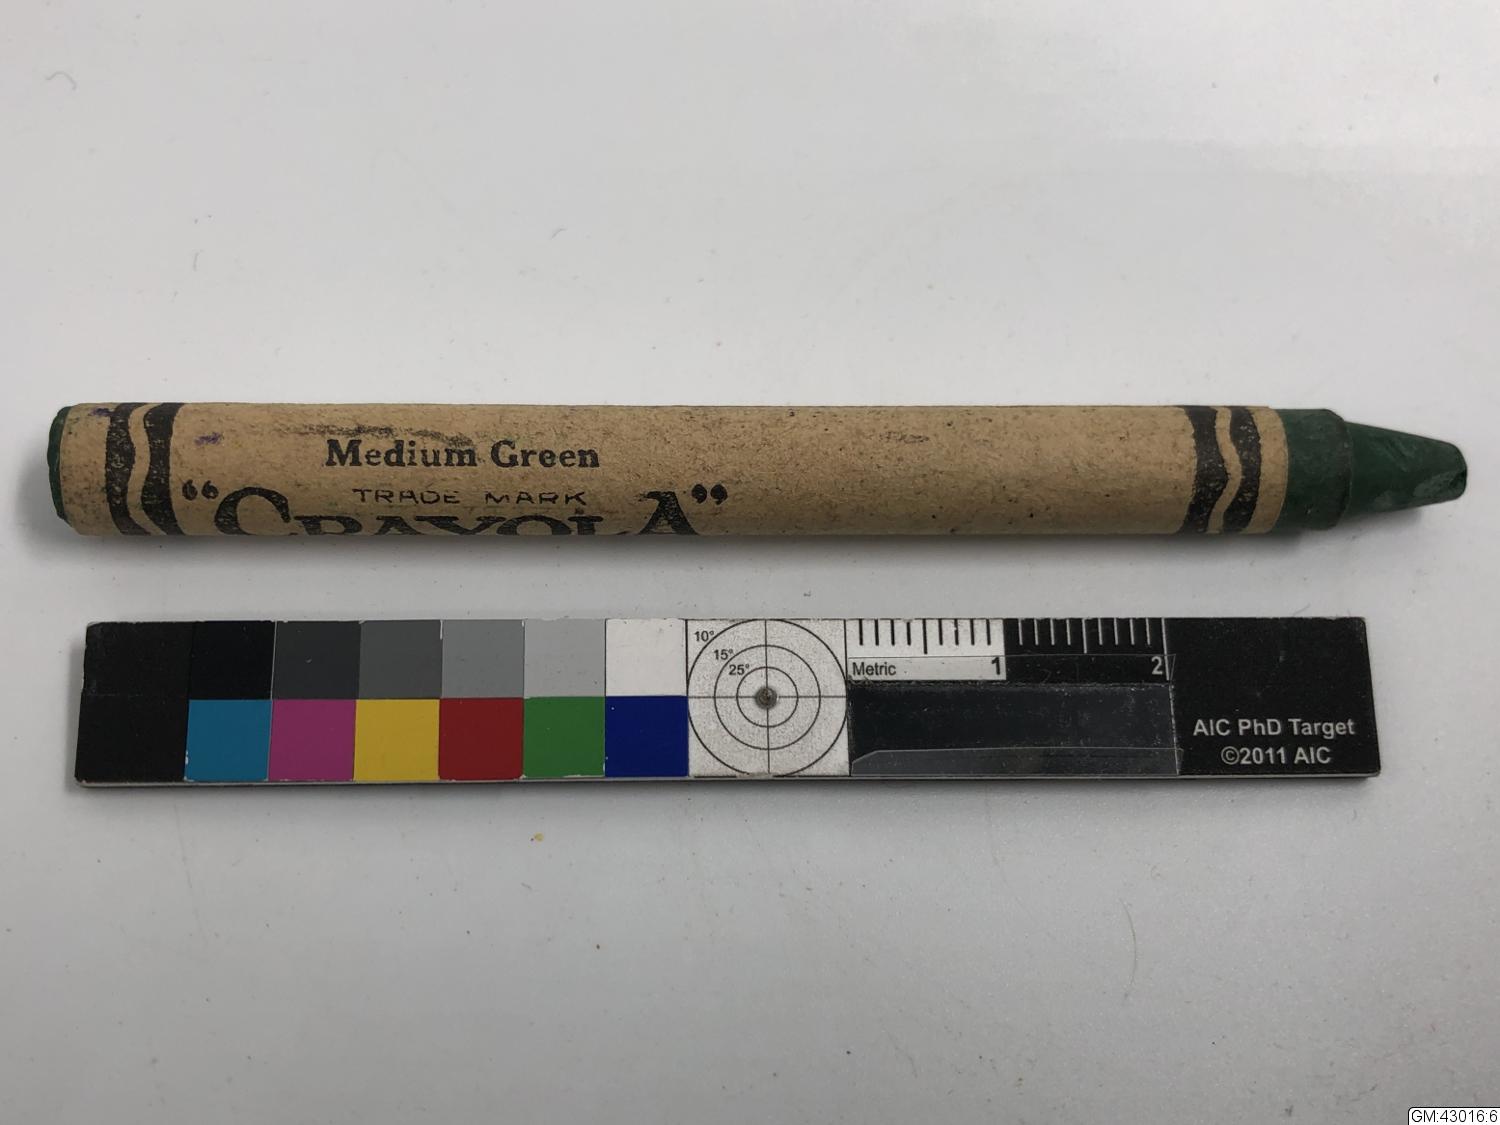 Medium Green
TRADE MARK
“CRAYOLA”
10°
15°
25°
Metric 1 2
AIC PhD Target
©2011 AIC
GM:43016:6